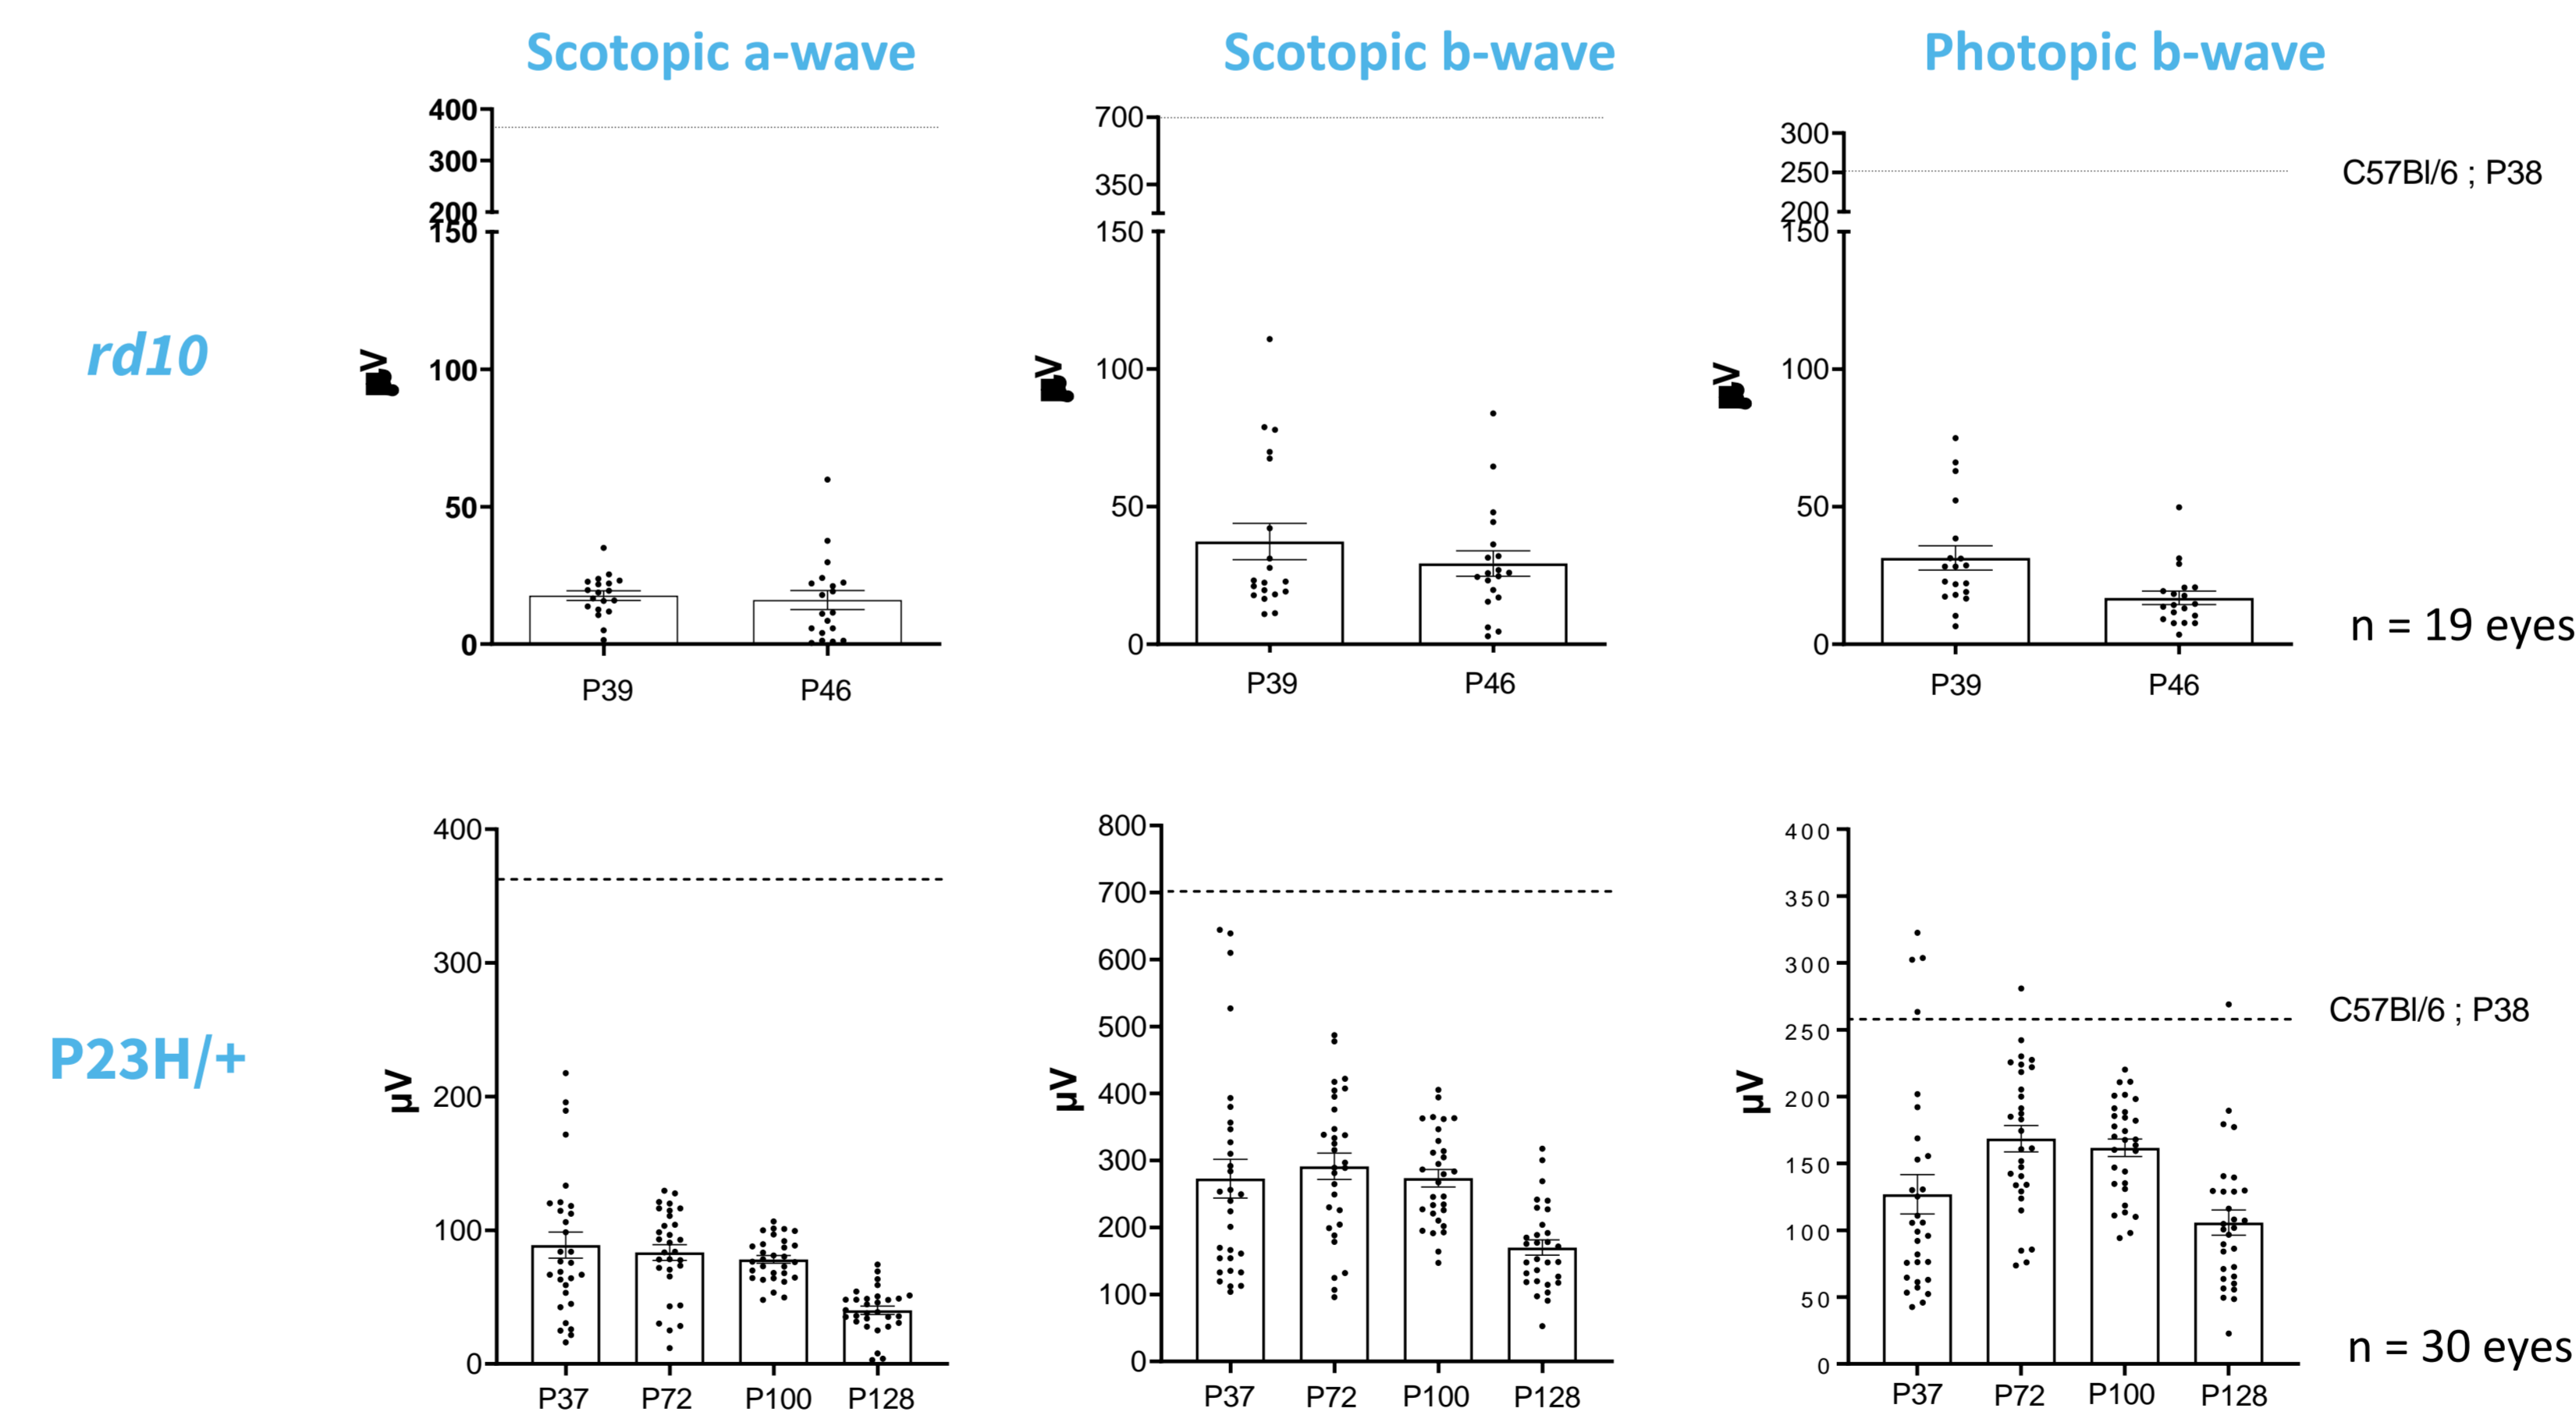 Scotopic a-wave
Scotopic b-wave
Photopic b-wave
rd10
400
300
200
150
100
50
0
P39 P46
µV
700
350
150
100
50
0
P39 P46
µV
300
250
200
150
100
50
0
P39 P46
C57Bl/6 ; P38
n = 19 eyes
P23H/+
µV
400
300
200
100
0
P37 P72 P100 P128
µV
800
700
600
500
400
300
200
100
0
P37 P72 P100 P128
µV
400
350
300
250
200
150
100
50
0
P37 P72 P100 P128
C57Bl/6 ; P38
n = 30 eyes